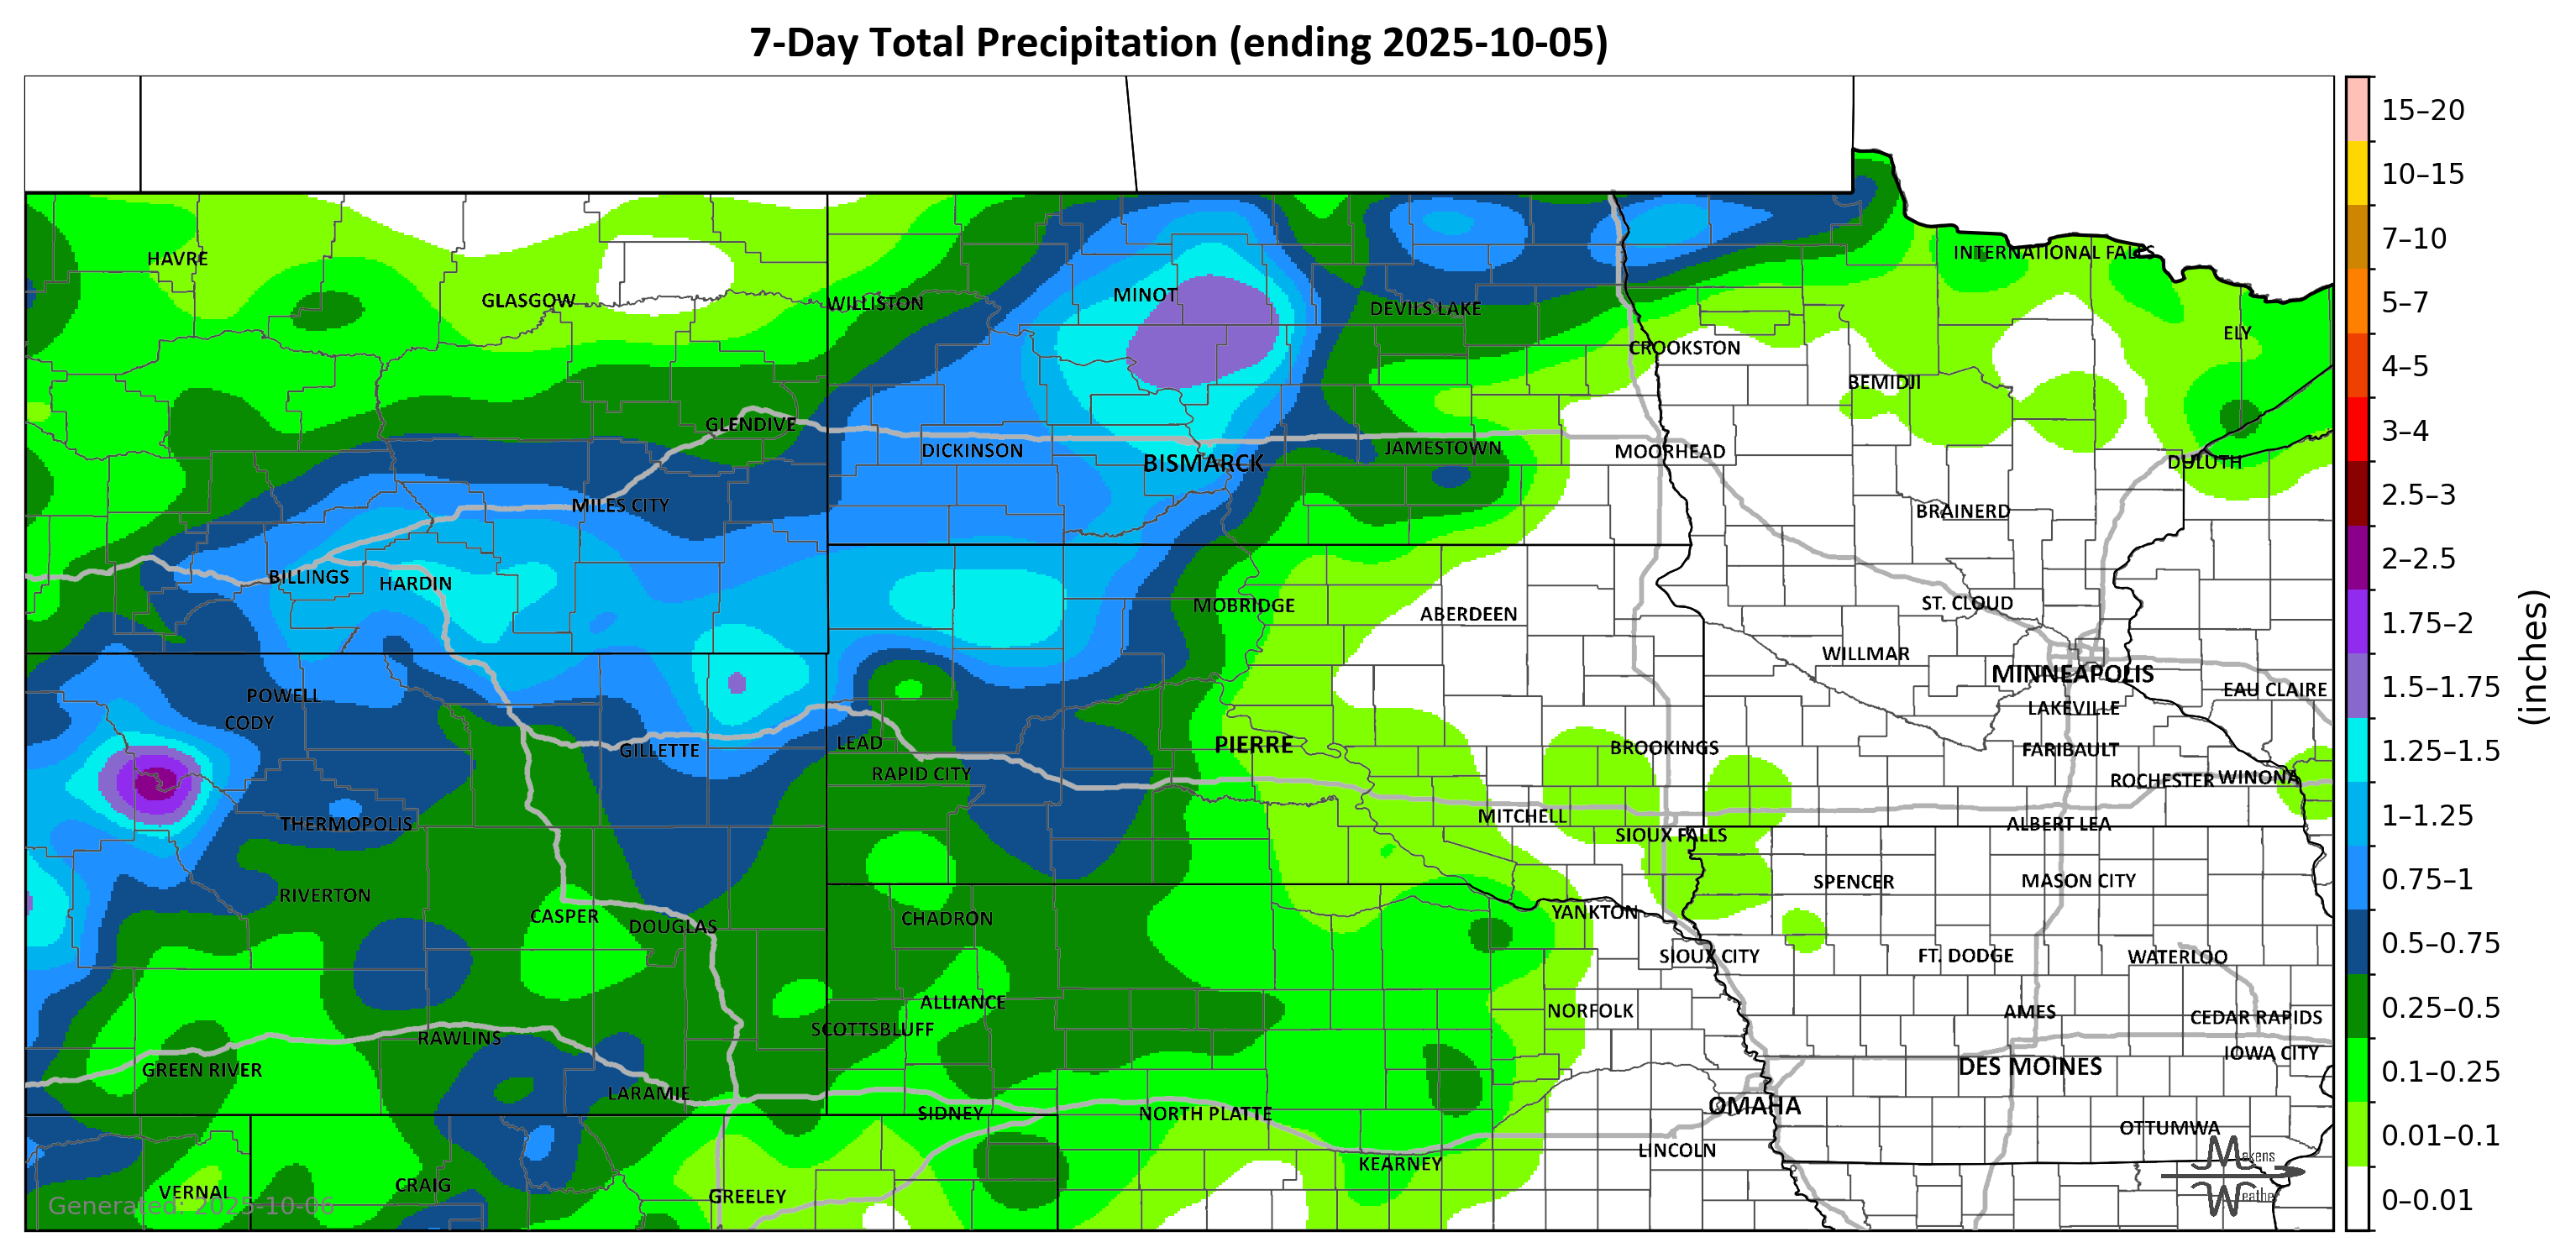 7-Day Total Precipitation (ending 2025-10-05)
INTERNATIONAL FALLS
HAVRE
GLASGOW
WILLISTON
MINOT
DEVILS LAKE
ELY
CROOKSTON
BEMIDJI
GLENDIVE
DICKINSON
BISMARCK
JAMESTOWN
MOORHEAD
DULUTH
MILES CITY
BRAINERD
BILLINGS
HARDIN
MOBRIDGE
ABERDEEN
ST. CLOUD
WILLMAR
MINNEAPOLIS
POWELL
EAU CLAIRE
CODY
LAKEVILLE
GILLETTE
LEAD
PIERRE
BROOKINGS
FARIBAULT
RAPID CITY
ROCHESTER
WINONA
THERMOPOLIS
MITCHELL
SIOUX FALLS
ALBERT LEA
RIVERTON
SPENCER
MASON CITY
CASPER
DOUGLAS
CHADRON
YANKTON
SIOUX CITY
FT. DODGE
WATERLOO
ALLIANCE
NORFOLK
AMES
CEDAR RAPIDS
SCOTTSBLUFF
RAWLINS
GREEN RIVER
DES MOINES
IOWA CITY
LARAMIE
SIDNEY
NORTH PLATTE
OMAHA
OTTUMWA
LINCOLN
KEARNEY
VERNAL
CRAIG
GREELEY
Generated: 2025-10-06
Makens
Weather
15–20
10–15
7–10
5–7
4–5
3–4
2.5–3
2–2.5
1.75–2
1.5–1.75
1.25–1.5
1–1.25
0.75–1
0.5–0.75
0.25–0.5
0.1–0.25
0.01–0.1
0–0.01
(inches)